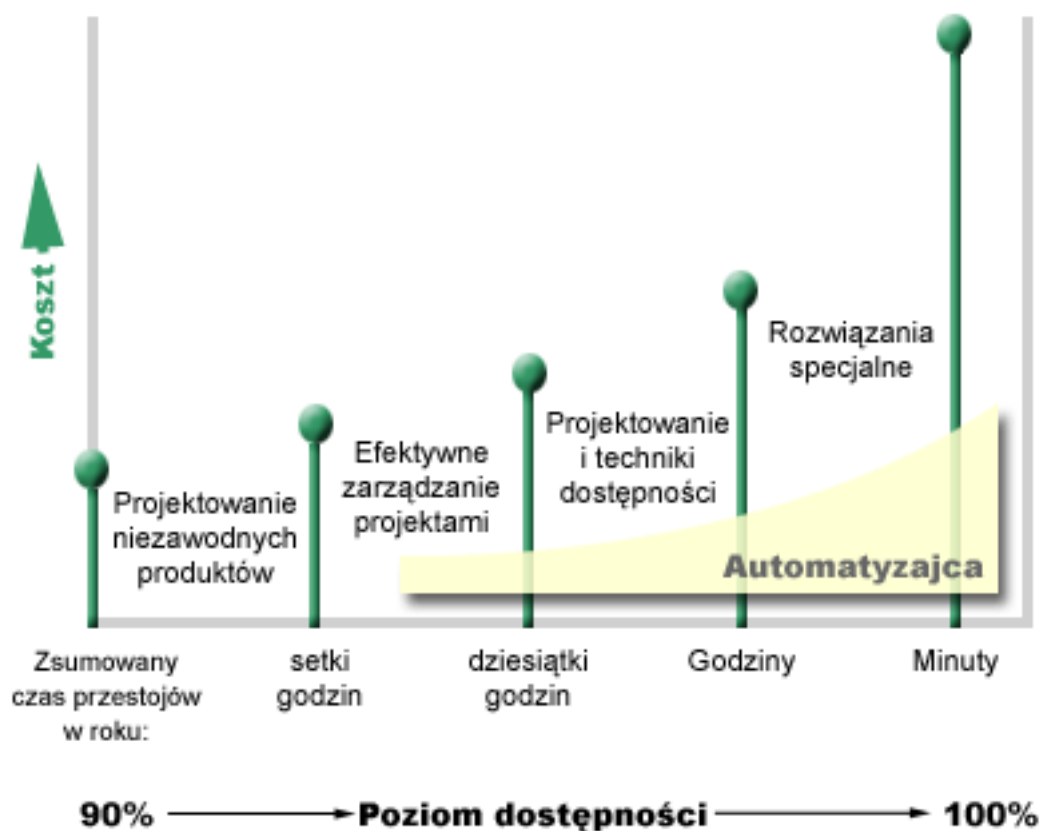 Koszt
Rozwiązania
specjalne
Projektowanie
i techniki
dostępności
Efektywne
zarządzanie
projektami
Projektowanie
niezawodnych
produktów
Automatyzajca
Zsumowany
czas przestojów
w roku:
setki
godzin
dziesiątki
godzin
Godziny
Minuty
90% Poziom dostępności 100%